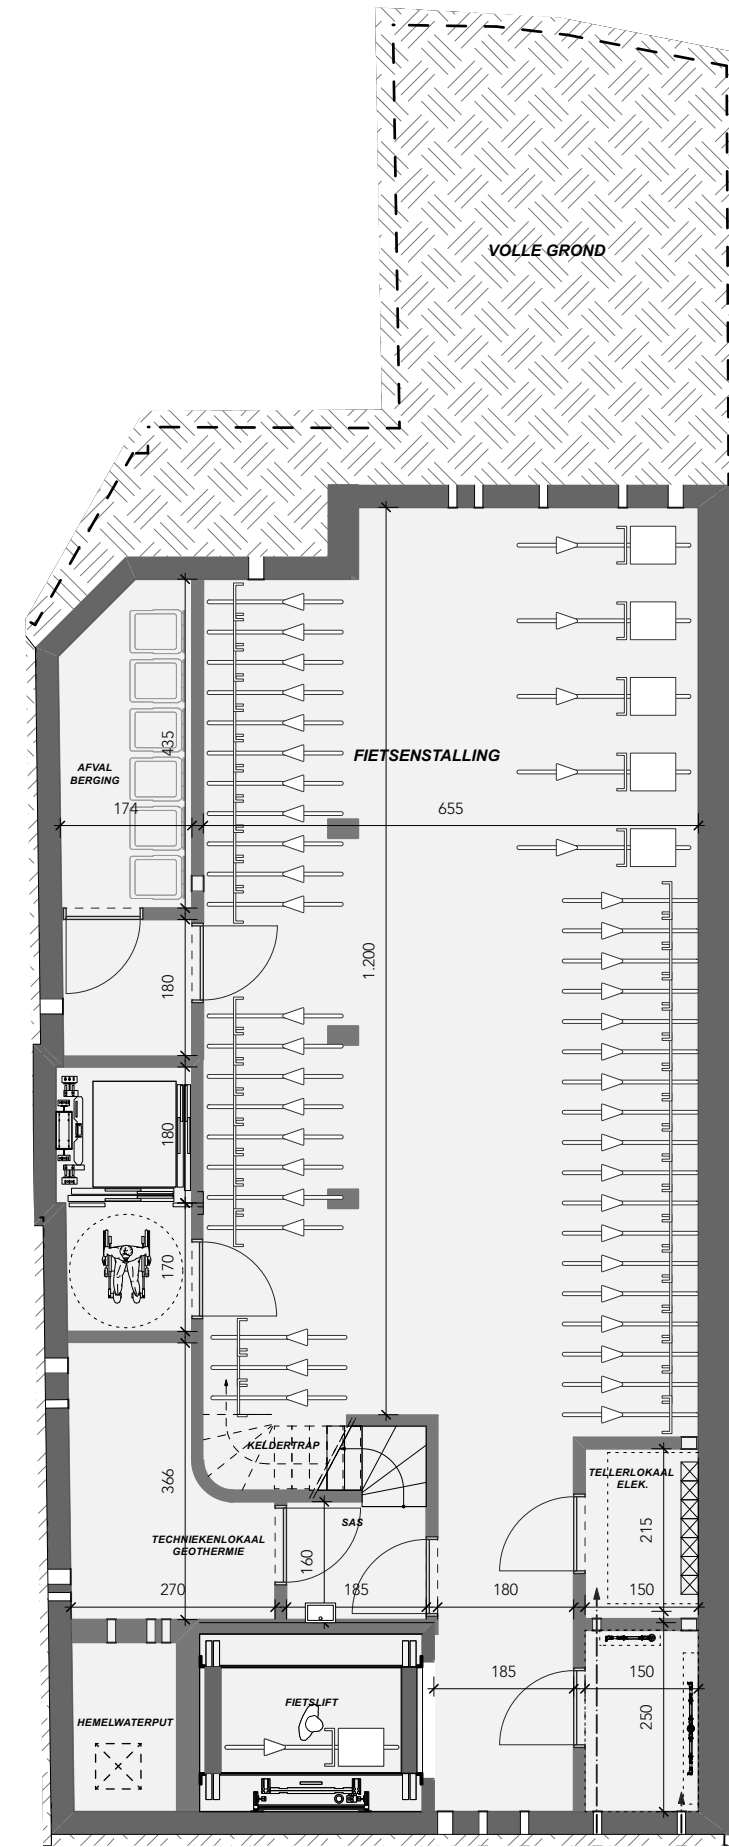 VOLLE GROND
FIETSENSTALLING
435
AFVAL
BERGING
174
655
1.200
180
180
170
KELDERTRAP
366
TELLERLOKAAL
ELEK.
SAS
215
TECHNIEKENLOKAAL
GEOTHERMIE
160
270
185
180
150
185
150
FIETSLIFT
250
HEMELWATERPUT